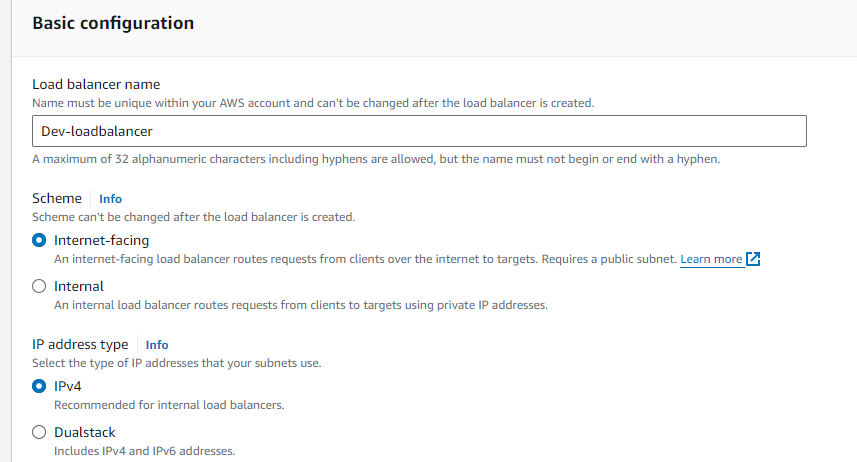 Basic configuration
Load balancer name
Name must be unique within your AWS account and can't be changed after the load balancer is created.
Dev-loadbalancer
A maximum of 32 alphanumeric characters including hyphens are allowed, but the name must not begin or end with a hyphen.
Scheme Info
Scheme can't be changed after the load balancer is created.
Internet-facing
An internet-facing load balancer routes requests from clients over the internet to targets. Requires a public subnet. Learn more
Internal
An internal load balancer routes requests from clients to targets using private IP addresses.
IP address type Info
Select the type of IP addresses that your subnets use.
IPv4
Recommended for internal load balancers.
Dualstack
Includes IPv4 and IPv6 addresses.